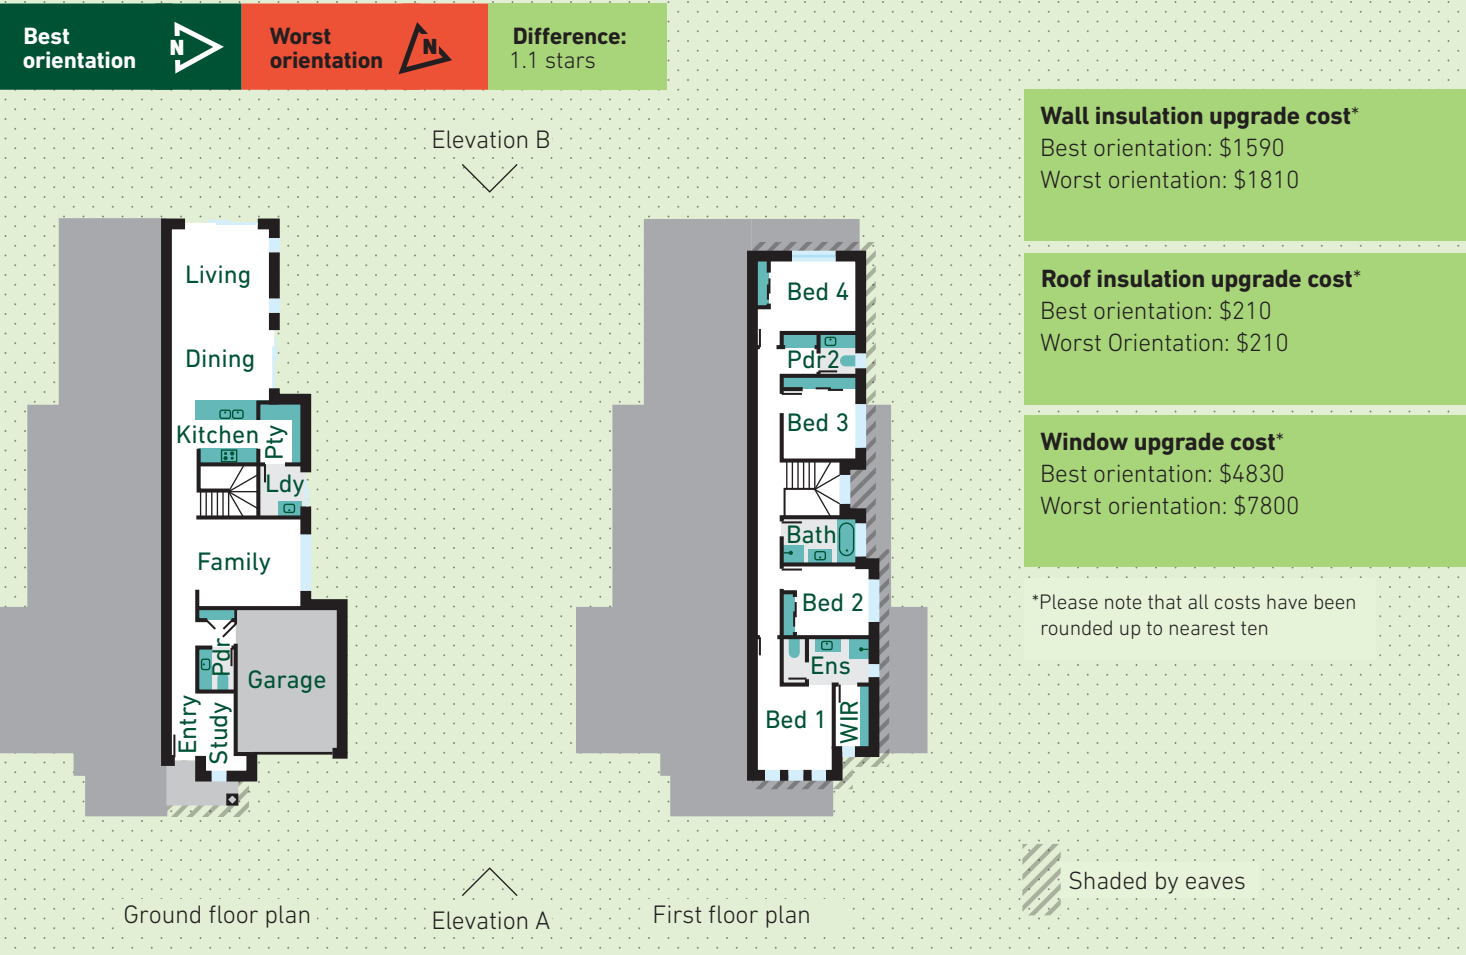 Best
orientation
N
Worst
orientation
N
Difference:
1.1 stars
Elevation B
Wall insulation upgrade cost*
Best orientation: $1590
Worst orientation: $1810
Roof insulation upgrade cost*
Best orientation: $210
Worst Orientation: $210
Window upgrade cost*
Best orientation: $4830
Worst orientation: $7800
*Please note that all costs have been
rounded up to nearest ten
Living
Dining
Kitchen
Pty
Ldy
Family
Pdr
Garage
Entry
Study
Bed 4
Pdr2
Bed 3
Bath
Bed 2
Ens
Bed 1
WIR
Shaded by eaves
Ground floor plan
Elevation A
First floor plan